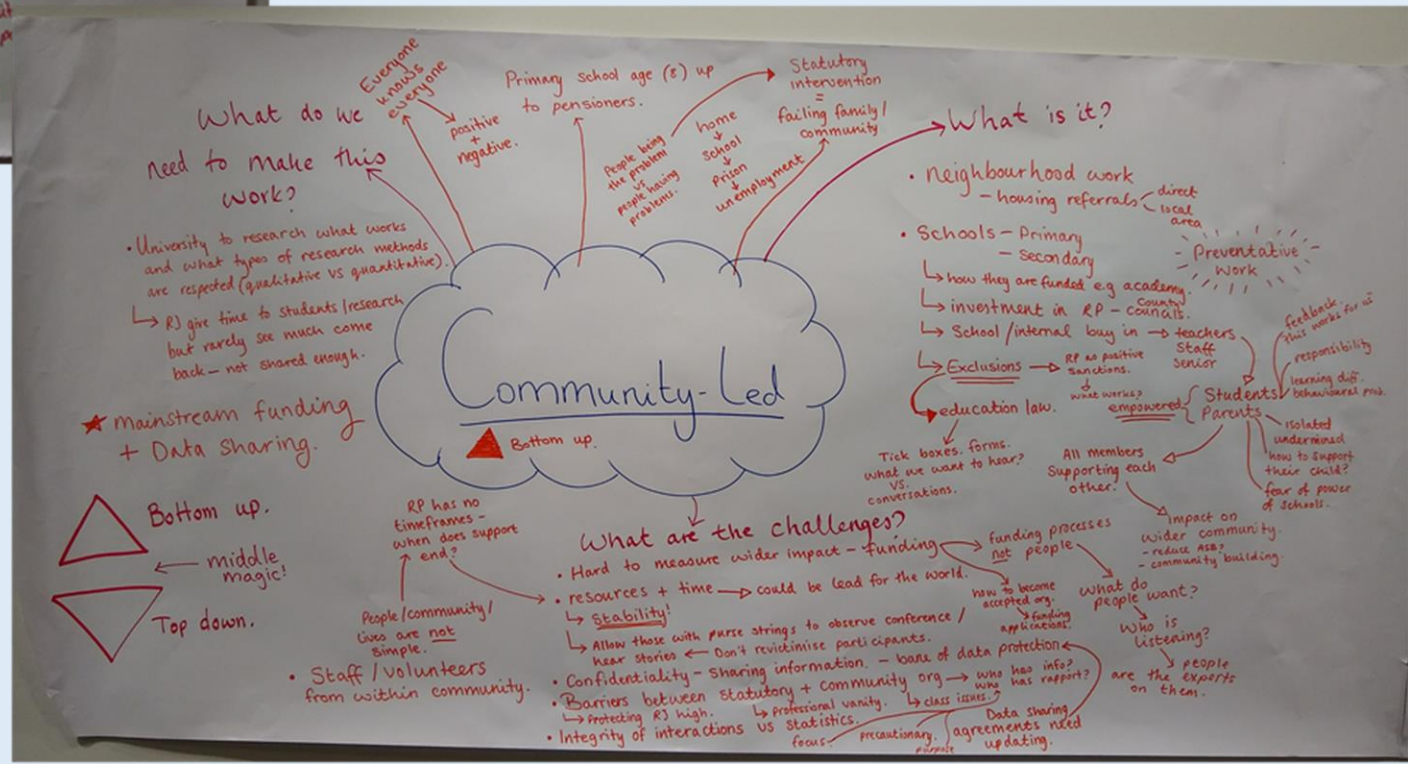 Everyone
knows
everyone
positive
+
negative.
Primary school age (8) up
to pensioners.
People being
the problem
vs
people having
problems.
home
school
prison
unemployment
Statutory
intervention
=
failing family/
community
What do we
need to make this
work?
• University to research what works
and what types of research methods
are respected (qualitative vs quantitative).
↳ RJ give time to students/research
but rarely see much come
back – not shared enough.
★ mainstream funding
+ Data sharing.
Bottom up.
← middle
magic!
Top down.
Community-Led
Bottom up.
What is it?
• neighbourhood work
– housing referrals
direct
local
area
Preventative
Work
• Schools – Primary
– Secondary
↳ how they are funded e.g academy.
↳ investment in RP – county
councils.
↳ School/internal buy in → teachers
Staff
Senior
↳ Exclusions → RP as positive
sanctions.
↓
what works?
education law.
Tick boxes. forms.
what we want to hear?
vs.
conversations.
empowered
Students
Parents
feedback.
this works for us
responsibility
learning diff.
behavioural prob.
isolated
undermined
how to support
their child?
fear of power
of schools.
All members
supporting each
other.
impact on
wider community.
- reduce ASB?
- community building.
RP has no
timeframes –
when does support
end?
People/community/
lives are not
simple.
• Staff/volunteers
from within community.
What are the challenges?
• Hard to measure wider impact – funding
funding processes
not people
how to become
accepted org.
funding
applications!
what do
people want?
Who is
listening?
people
are the experts
on them.
• resources + time → could be lead for the world.
↳ Stability!
↳ Allow those with purse strings to observe conference /
hear stories ← Don't revictimise participants.
• Confidentiality – Sharing information. – bane of data protection
• Barriers between statutory + community org → who has info?
who has rapport?
↳ Protecting RJ high.
↳ professional vanity.
↳ class issues.
• Integrity of interactions vs statistics.
focus.
precautionary.
purpose
Data sharing
agreements need
updating.